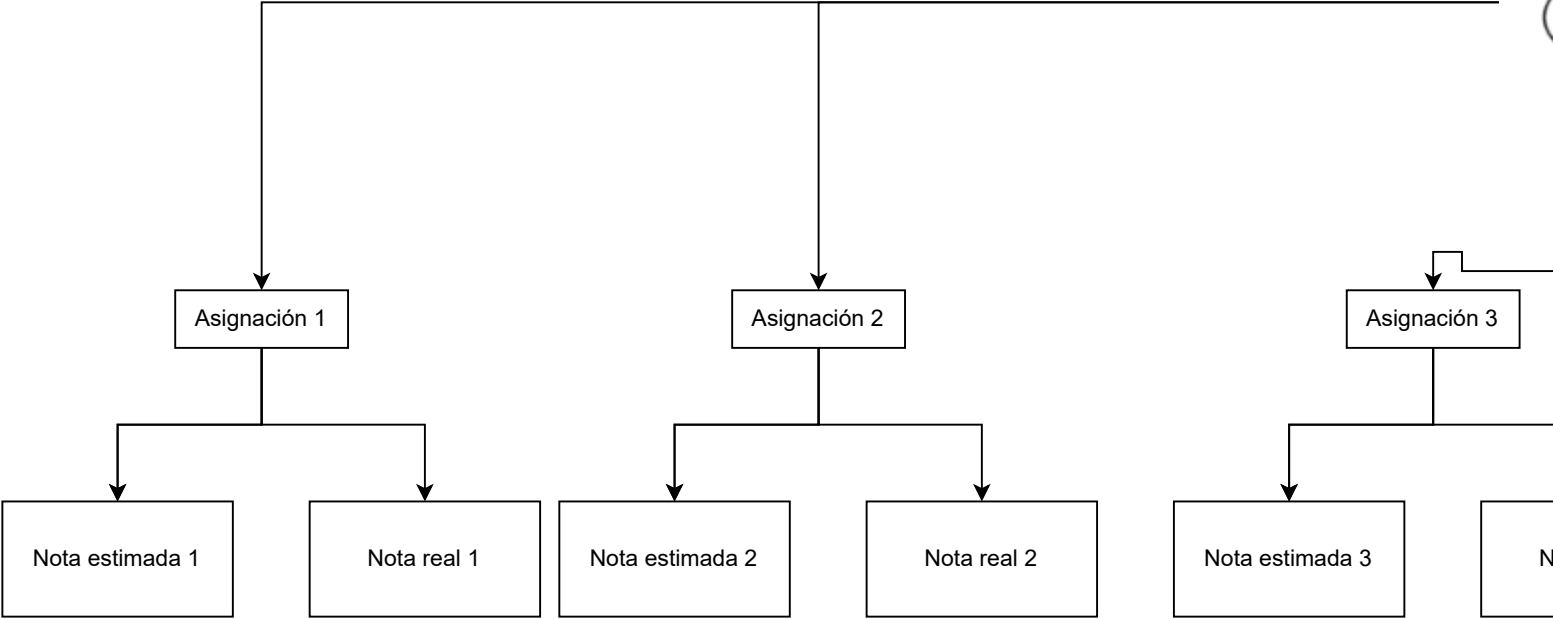 Asignación 1
Asignación 2
Asignación 3
Nota estimada 1
Nota real 1
Nota estimada 2
Nota real 2
Nota estimada 3